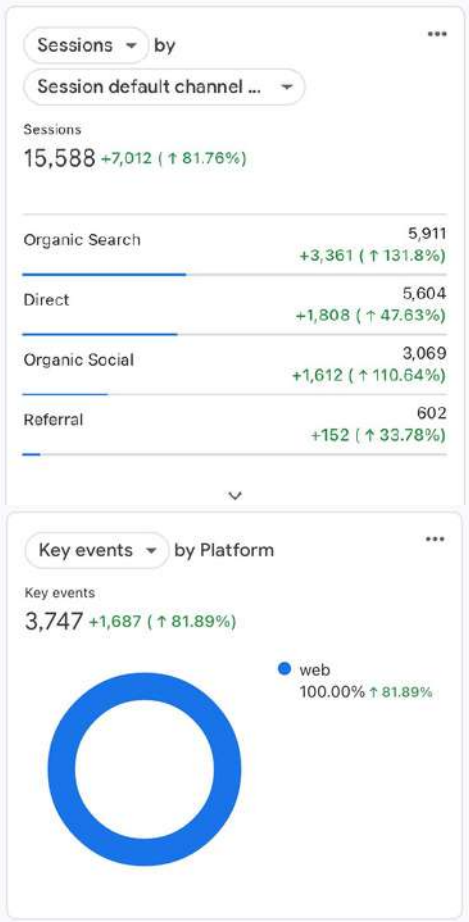 Sessions by
Session default channel ...
Sessions
15,588 +7,012 (↑ 81.76%)
Organic Search 5,911
+3,361 (↑ 131.8%)
Direct 5,604
+1,808 (↑ 47.63%)
Organic Social 3,069
+1,612 (↑ 110.64%)
Referral 602
+152 (↑ 33.78%)
Key events by Platform
Key events
3,747 +1,687 (↑ 81.89%)
web
100.00% ↑ 81.89%